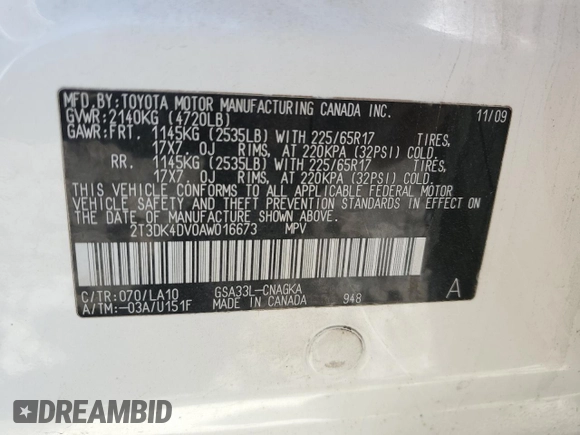 MFD. BY: TOYOTA MOTOR MANUFACTURING CANADA INC. 11/09
GVWR: 2140KG (4720LB)
GAWR: FRT. 1145KG (2535LB) WITH 225/65R17 TIRES,
17X7 OJ RIMS, AT 220KPA (32PSI) COLD.
RR. 1145KG (2535LB) WITH 225/65R17 TIRES,
17X7 OJ RIMS, AT 220KPA (32PSI) COLD.
THIS VEHICLE CONFORMS TO ALL APPLICABLE FEDERAL MOTOR
VEHICLE SAFETY AND THEFT PREVENTION STANDARDS IN EFFECT
ON THE DATE OF MANUFACTURE SHOWN ABOVE.
2T3DK4DV0AW016673 MPV
C/TR: 070/LA10 GSA33L-CNAGKA A
A/TM: -03A/U151F MADE IN CANADA 948
DREAMBID